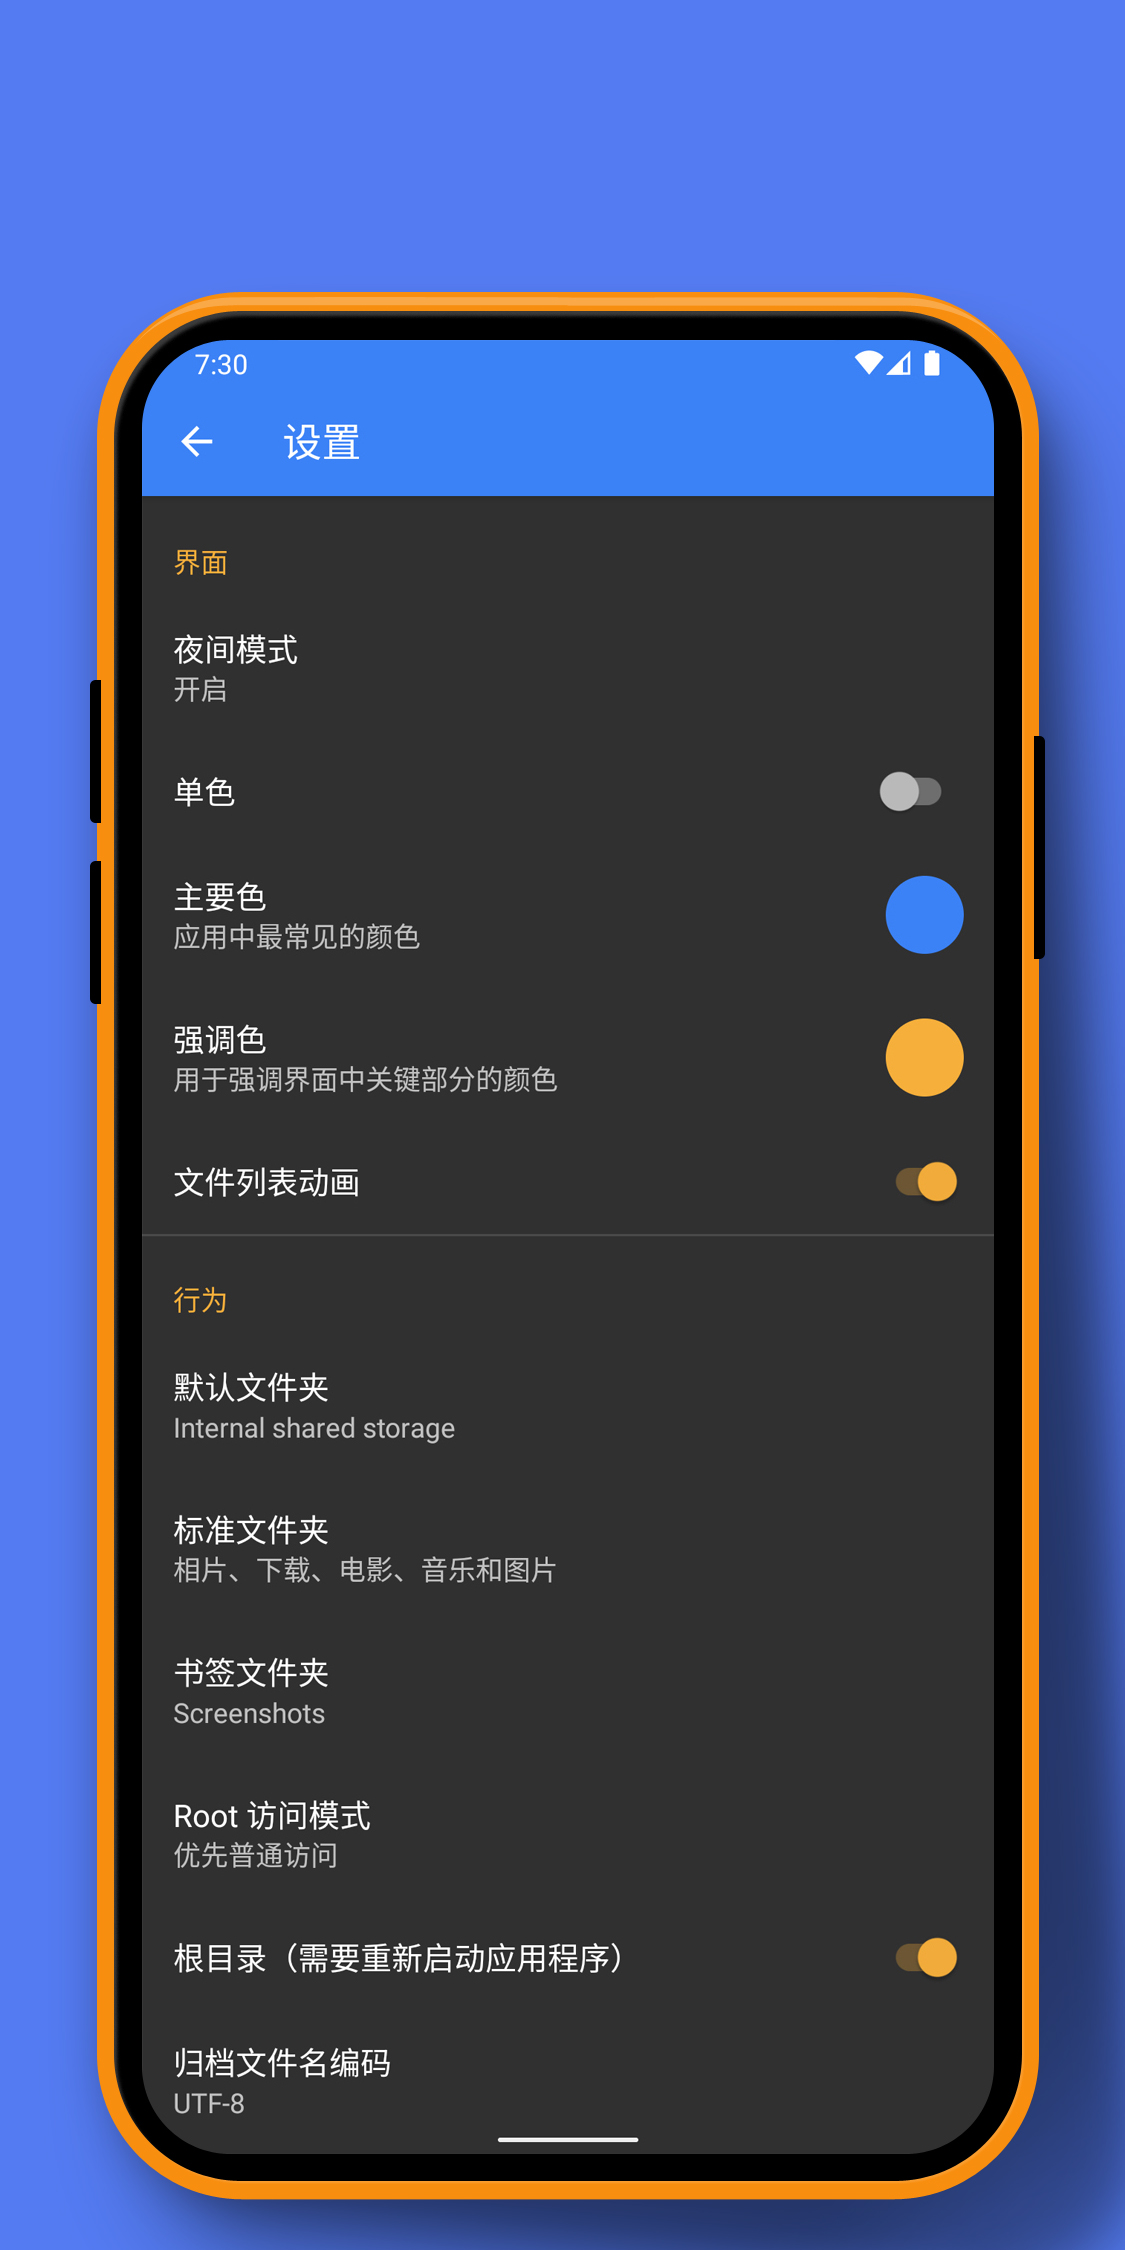 7:30
设置
界面
夜间模式
开启
单色
主要色
应用中最常见的颜色
强调色
用于强调界面中关键部分的颜色
文件列表动画
行为
默认文件夹
Internal shared storage
标准文件夹
相片、下载、电影、音乐和图片
书签文件夹
Screenshots
Root 访问模式
优先普通访问
根目录（需要重新启动应用程序）
归档文件名编码
UTF-8